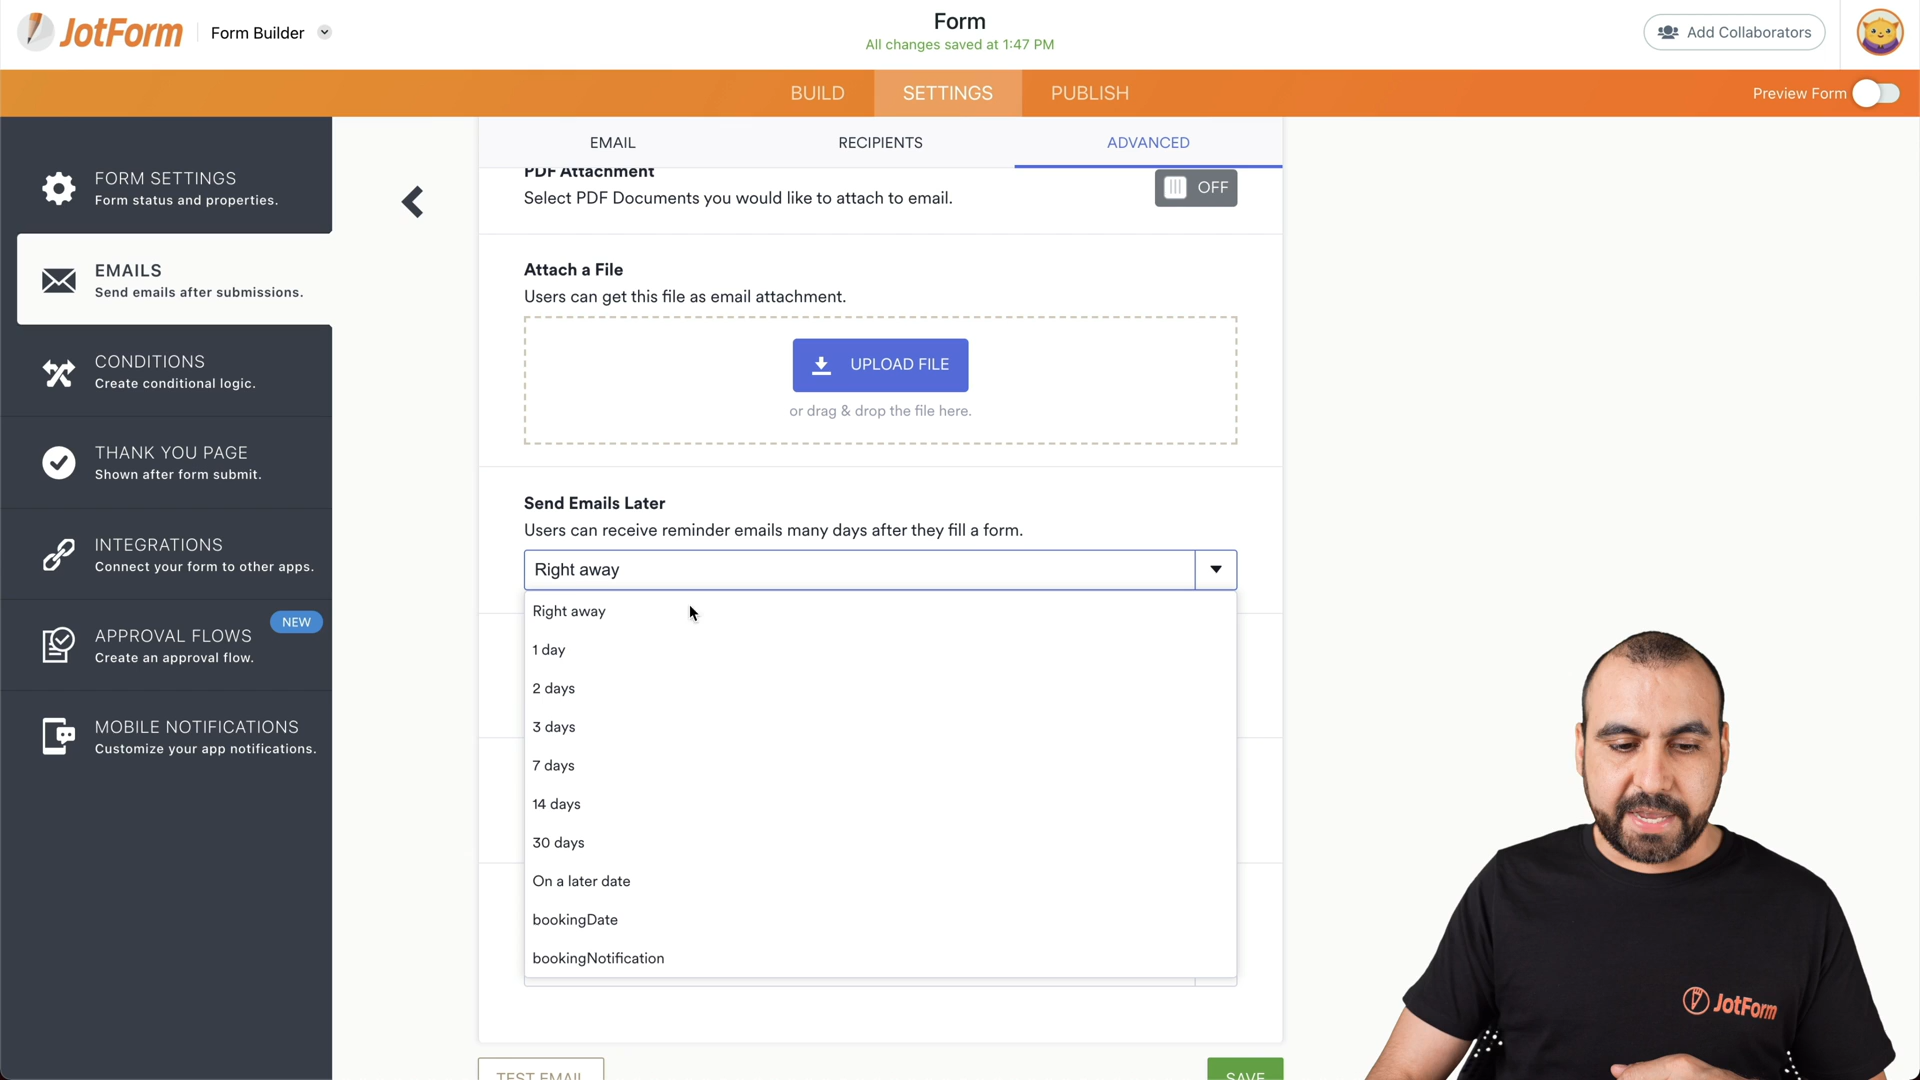 JotForm
Form Builder
Form
All changes saved at 1:47 PM
Add Collaborators
BUILD
SETTINGS
PUBLISH
Preview Form
FORM SETTINGS
Form status and properties.
EMAILS
Send emails after submissions.
CONDITIONS
Create conditional logic.
THANK YOU PAGE
Shown after form submit.
INTEGRATIONS
Connect your form to other apps.
NEW
APPROVAL FLOWS
Create an approval flow.
MOBILE NOTIFICATIONS
Customize your app notifications.
EMAIL
RECIPIENTS
ADVANCED
PDF Attachment
Select PDF Documents you would like to attach to email.
OFF
Attach a File
Users can get this file as email attachment.
UPLOAD FILE
or drag & drop the file here.
Send Emails Later
Users can receive reminder emails many days after they fill a form.
Right away
Right away
1 day
2 days
3 days
7 days
14 days
30 days
On a later date
bookingDate
bookingNotification
TEST EMAIL
SAVE
JotForm